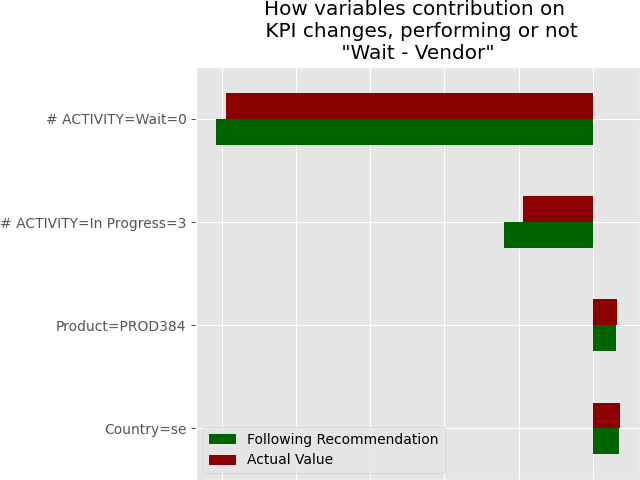 How variables contribution on
KPI changes, performing or not
"Wait - Vendor"
# ACTIVITY=Wait=0
# ACTIVITY=In Progress=3
Product=PROD384
Country=se
Following Recommendation
Actual Value